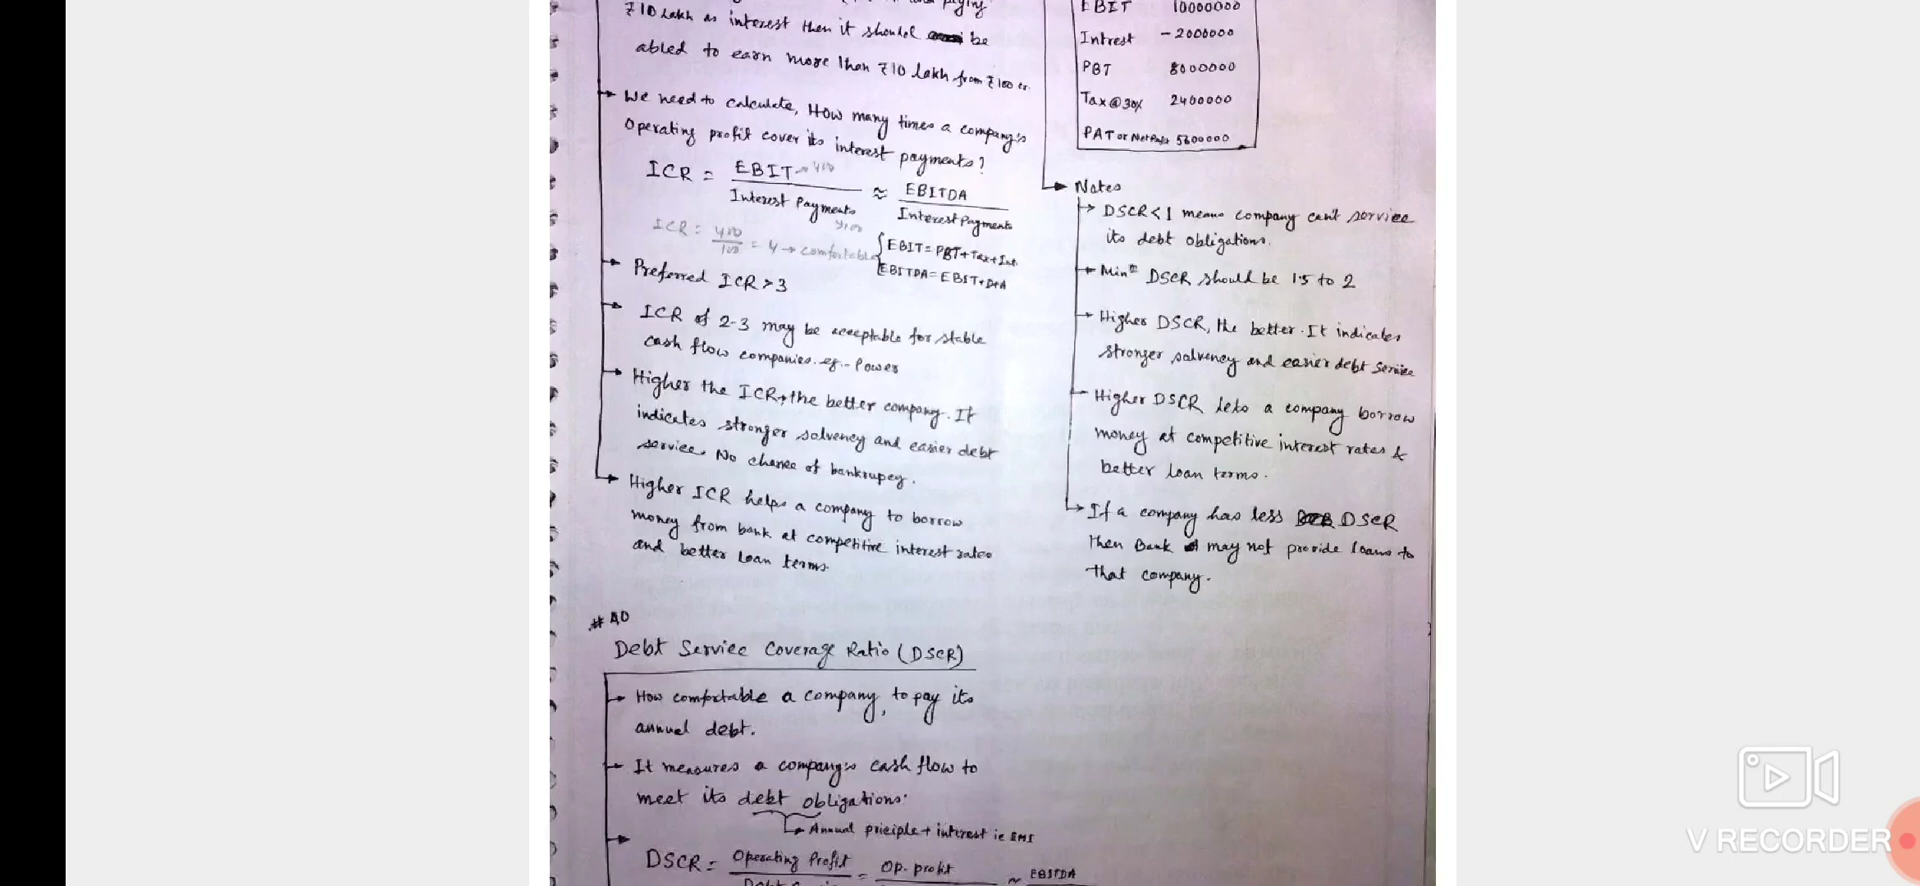 paying
₹10 Lakh as interest then it should be
abled to earn more than ₹10 lakh from ₹100 cr.
We need to calculate, How many times a company's
Operating profit cover its interest payments?
ICR = EBIT → 400 / Interest Payments ≈ EBITDA / Interest Payments
ICR = 400/100 = 4 → comfortable
EBIT = PBT + Tax + Int.
EBITDA = EBIT + D+A
Preferred ICR > 3
ICR of 2-3 may be acceptable for stable
cash flow companies. eg.- Power
Higher the ICR, the better company. It
indicates stronger solvency and easier debt
service. No chance of bankrupcy.
Higher ICR helps a company to borrow
money from bank at competitive interest rates
and better loan terms.
#40
Debt Service Coverage Ratio (DSCR)
How comfortable a company, to pay its
annual debt.
It measures a company's cash flow to
meet its debt obligations.
Annual priciple + interest ie EMI
DSCR = Operating Profit = Op. profit ≈ EBITDA
EBIT 10000000
Intrest - 2000000
PBT 8000000
Tax@30% 2400000
PAT or Net Profit 5600000
Notes
DSCR < 1 means company can't service
its debt obligations.
Minm DSCR should be 1.5 to 2
Higher DSCR, the better. It indicates
stronger solvency and easier debt service
Higher DSCR lets a company borrow
money at competitive interest rates &
better loan terms.
If a company has less DSCR
then Bank may not provide loans to
that company.
V RECORDER